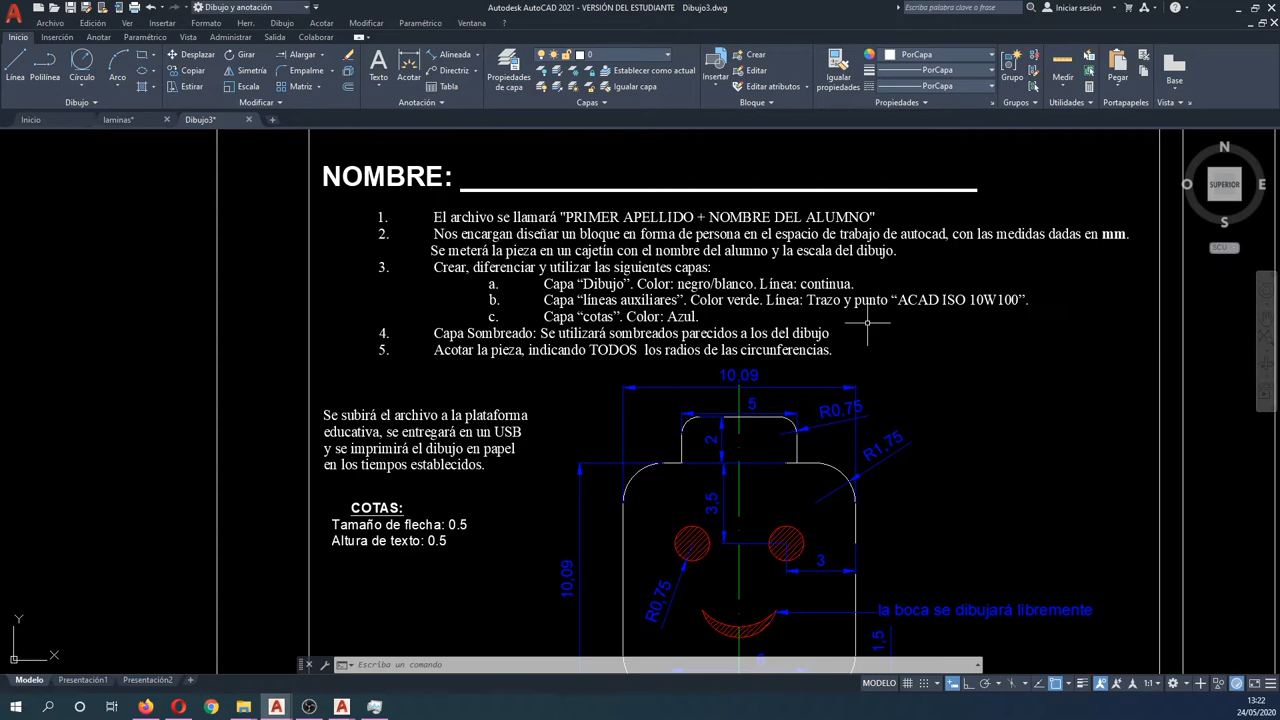 Dibujo y anotación
Autodesk AutoCAD 2021 - VERSIÓN DEL ESTUDIANTE Dibujo3.dwg
Escriba palabra clave o frase
Iniciar sesión
Archivo Edición Ver Insertar Formato Herr. Dibujo Acotar Modificar Paramétrico Ventana
Inicio Inserción Anotar Paramétrico Vista Administrar Salida Colaborar
Línea Polilínea Círculo Arco
Desplazar Girar Alargar
Copiar Simetría Empalme
Estirar Escala Matriz
Texto Acotar
Alineada
Directriz
Tabla
Propiedades de capa
0
Establecer como actual
Igualar capa
Insertar
Crear
Editar
Editar atributos
Igualar propiedades
PorCapa
PorCapa
PorCapa
Grupo Medir Pegar Base
Dibujo Modificar Anotación Capas Bloque Propiedades Grupos Utilidades Portapapeles Vista
Inicio laminas* Dibujo3*
NOMBRE:
1. El archivo se llamará "PRIMER APELLIDO + NOMBRE DEL ALUMNO"
2. Nos encargan diseñar un bloque en forma de persona en el espacio de trabajo de autocad, con las medidas dadas en mm.
Se meterá la pieza en un cajetín con el nombre del alumno y la escala del dibujo.
3. Crear, diferenciar y utilizar las siguientes capas:
a. Capa “Dibujo”. Color: negro/blanco. Línea: continua.
b. Capa “líneas auxiliares”. Color verde. Línea: Trazo y punto “ACAD ISO 10W100”.
c. Capa “cotas”. Color: Azul.
4. Capa Sombreado: Se utilizará sombreados parecidos a los del dibujo
5. Acotar la pieza, indicando TODOS los radios de las circunferencias.
Se subirá el archivo a la plataforma
educativa, se entregará en un USB
y se imprimirá el dibujo en papel
en los tiempos establecidos.
COTAS:
Tamaño de flecha: 0.5
Altura de texto: 0.5
10,09
5
R0,75
2
R1,75
3,5
3
10,09
R0,75
la boca se dibujará libremente
1,5
6
N
O SUPERIOR E
S
SCU
Y
X
Escriba un comando
Modelo Presentación1 Presentación2
MODELO
1:1
13:22
24/05/2020